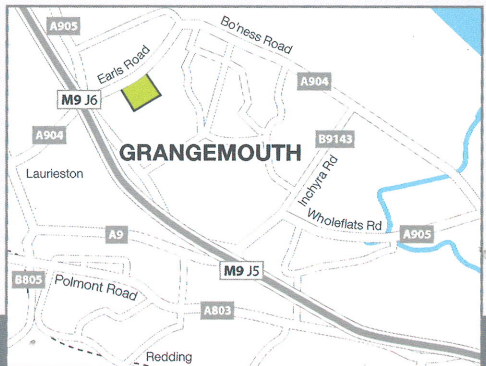 A905
Bo'ness Road
Earls Road
A904
M9 J6
A904
B9143
GRANGEMOUTH
Inchyra Rd
Laurieston
Wholeflats Rd
A9
A905
M9 J5
B805
Polmont Road
A803
Redding